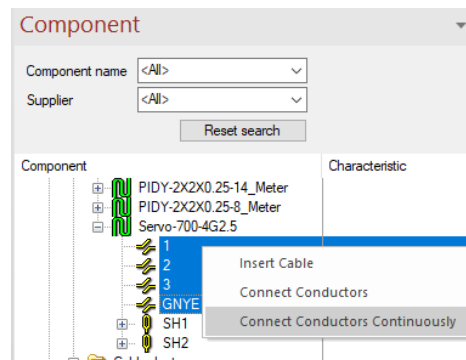 Component
Component name <All>
Supplier <All>
Reset search
Component Characteristic
PIDY-2X2X0.25-14_Meter
PIDY-2X2X0.25-8_Meter
Servo-700-4G2.5
1
2 Insert Cable
3 Connect Conductors
GNYE
SH1 Connect Conductors Continuously
SH2